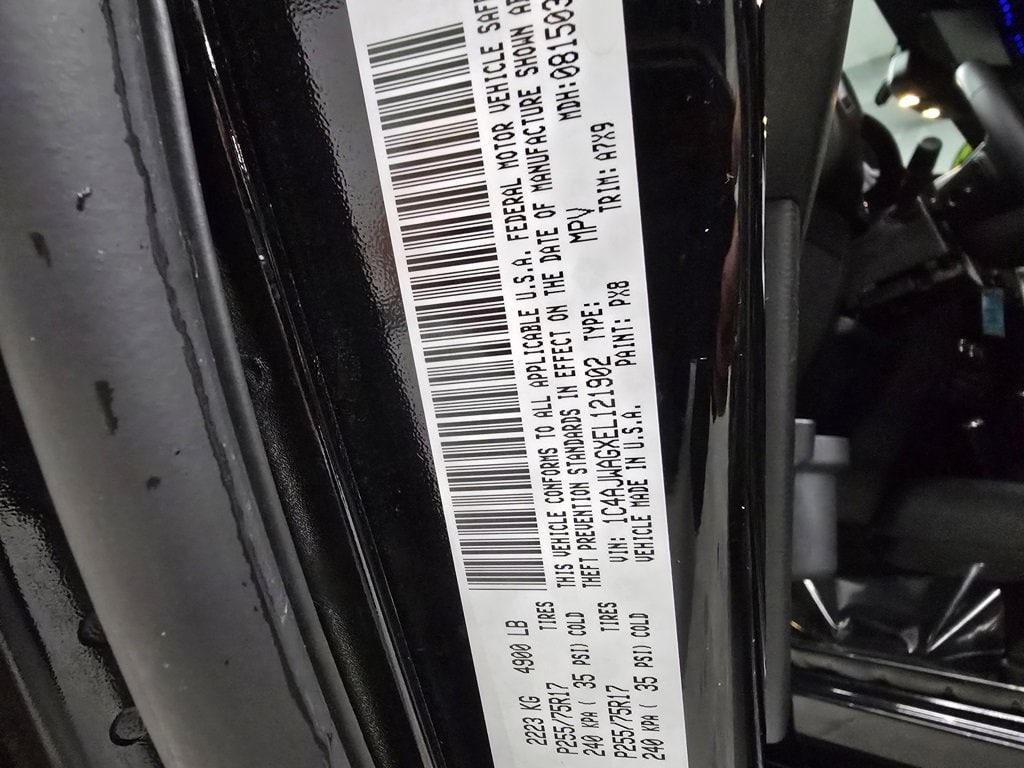 2223 KG 4900 LB
P255/75R17 TIRES
240 KPA ( 35 PSI) COLD
P255/75R17 TIRES
240 KPA ( 35 PSI) COLD
THIS VEHICLE CONFORMS TO ALL APPLICABLE U.S.A. FEDERAL MOTOR VEHICLE
THEFT PREVENTION STANDARDS IN EFFECT ON THE DATE OF MANUFACTURE SHOWN
VIN: 1C4AJWAGXEL121902 TYPE: MPV MDH:081503
VEHICLE MADE IN U.S.A. PAINT: PX8 TRIM: A7X9